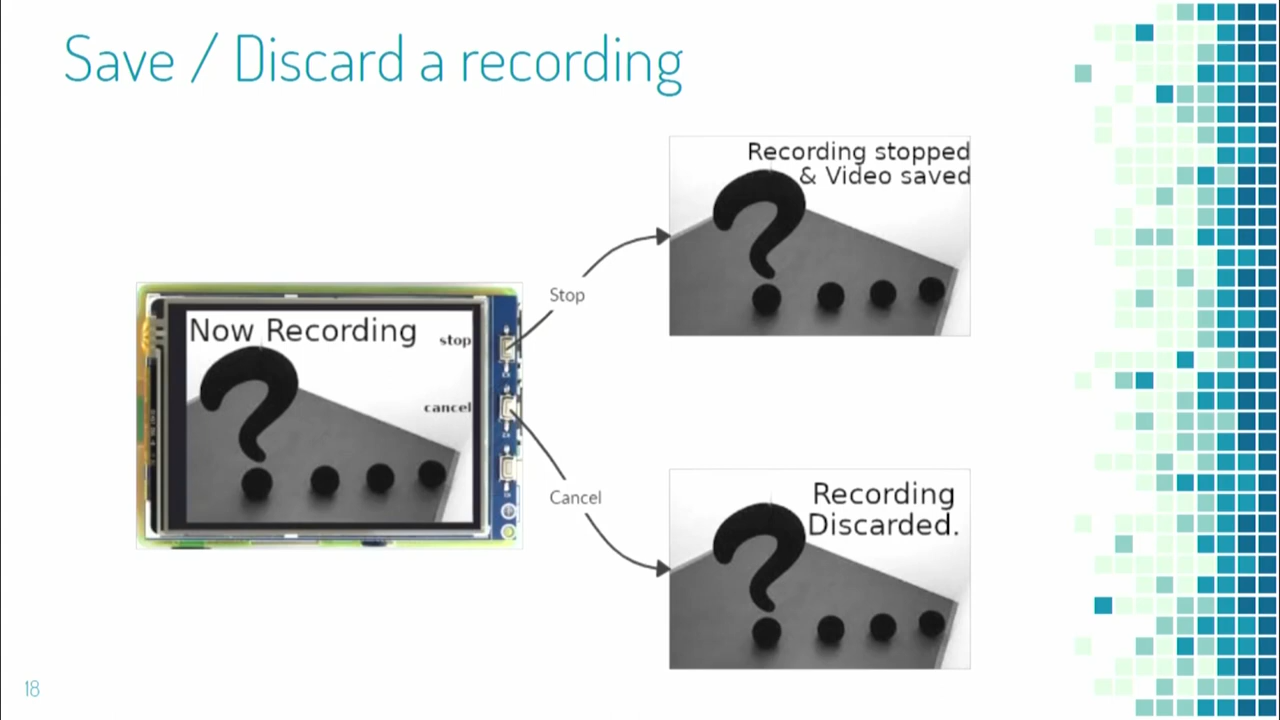 Save / Discard a recording
Recording stopped
& Video saved
Stop
Now Recording
stop
cancel
Cancel
Recording
Discarded.
18